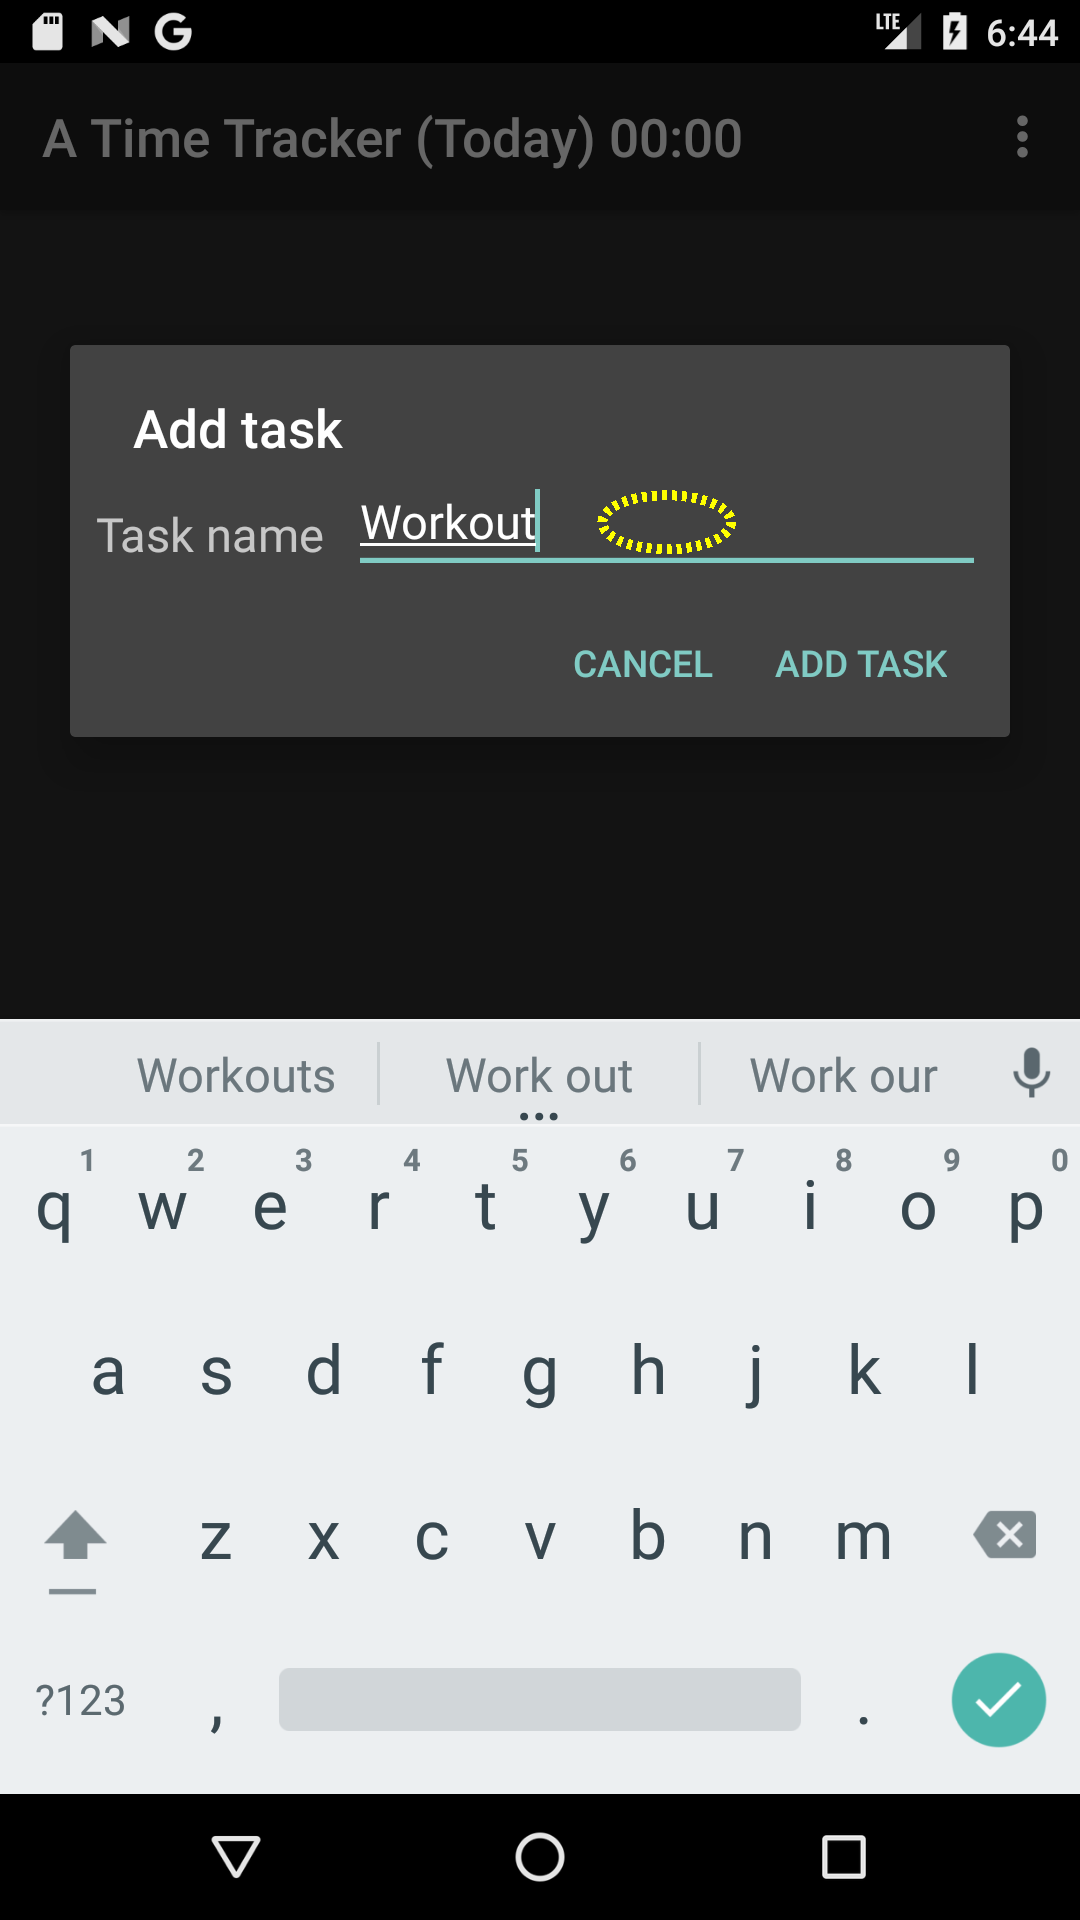 LTE 6:44
A Time Tracker (Today) 00:00
Add task
Task name Workout
CANCEL ADD TASK
Workouts Work out Work our
1 2 3 4 5 6 7 8 9 0
q w e r t y u i o p
a s d f g h j k l
z x c v b n m
?123 , .